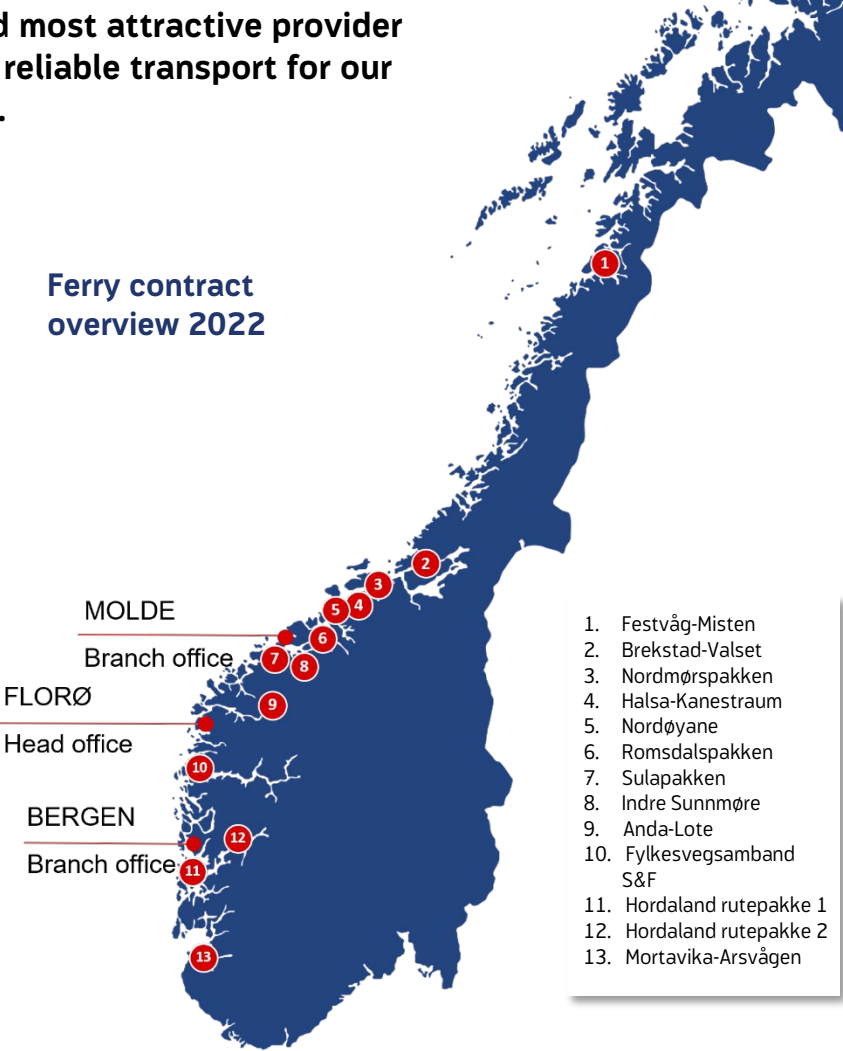 d most attractive provider
reliable transport for our
.
Ferry contract
overview 2022
1
2
3
4
5
6
7
8
9
10
11
12
13
MOLDE
Branch office
FLORØ
Head office
BERGEN
Branch office
1. Festvåg-Misten
2. Brekstad-Valset
3. Nordmørspakken
4. Halsa-Kanestraum
5. Nordøyane
6. Romsdalspakken
7. Sulapakken
8. Indre Sunnmøre
9. Anda-Lote
10. Fylkesvegsamband
S&F
11. Hordaland rutepakke 1
12. Hordaland rutepakke 2
13. Mortavika-Arsvågen